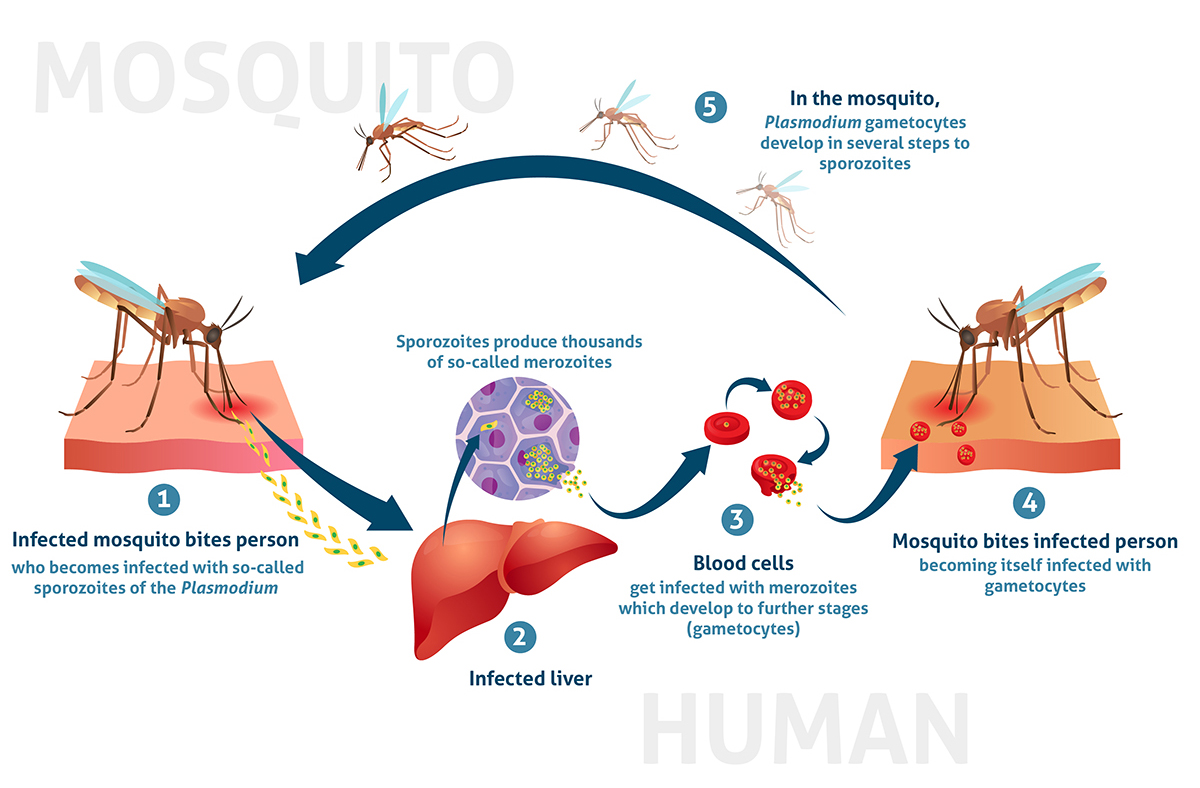 MOSQUITO
5
In the mosquito,
Plasmodium gametocytes
develop in several steps to
sporozoites
Sporozoites produce thousands
of so-called merozoites
1
Infected mosquito bites person
who becomes infected with so-called
sporozoites of the Plasmodium
2
Infected liver
3
Blood cells
get infected with merozoites
which develop to further stages
(gametocytes)
4
Mosquito bites infected person
becoming itself infected with
gametocytes
HUMAN